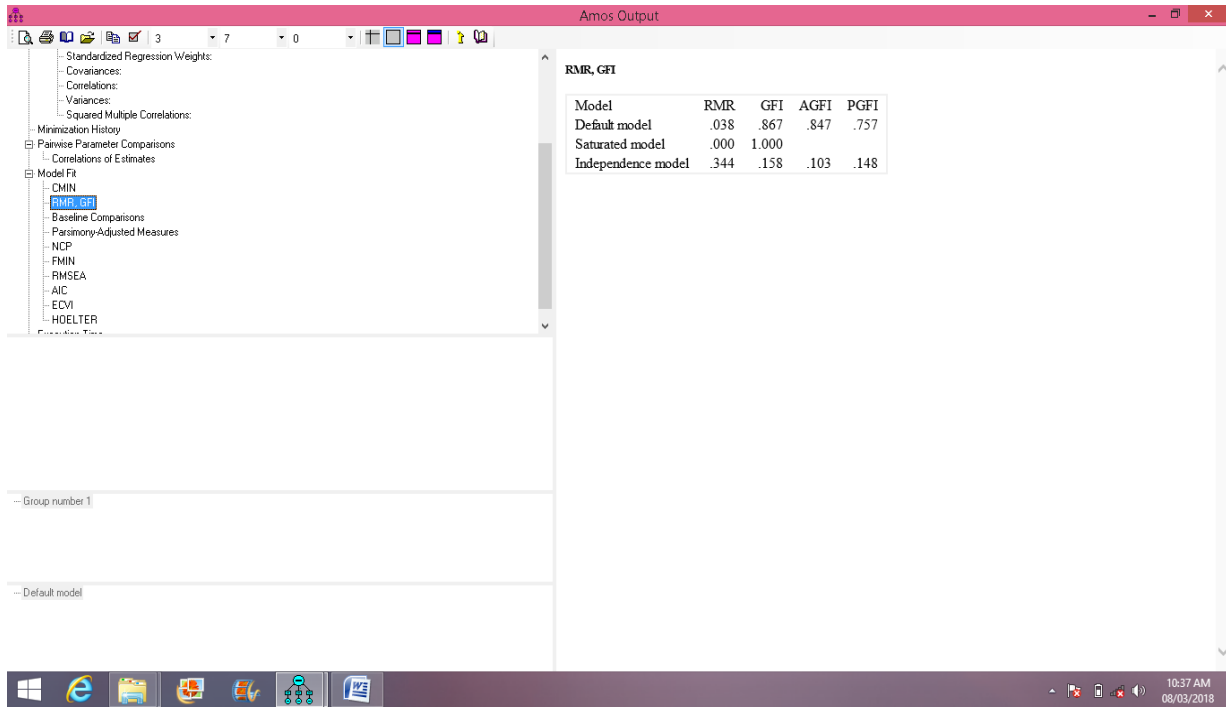 Amos Output
3 7 0
Standardized Regression Weights:
Covariances:
Correlations:
Variances:
Squared Multiple Correlations:
Minimization History
Pairwise Parameter Comparisons
Correlations of Estimates
Model Fit
CMIN
RMR, GFI
Baseline Comparisons
Parsimony-Adjusted Measures
NCP
FMIN
RMSEA
AIC
ECVI
HOELTER
Execution Time
Group number 1
Default model
RMR, GFI
Model RMR GFI AGFI PGFI
Default model .038 .867 .847 .757
Saturated model .000 1.000
Independence model .344 .158 .103 .148
10:37 AM
08/03/2018